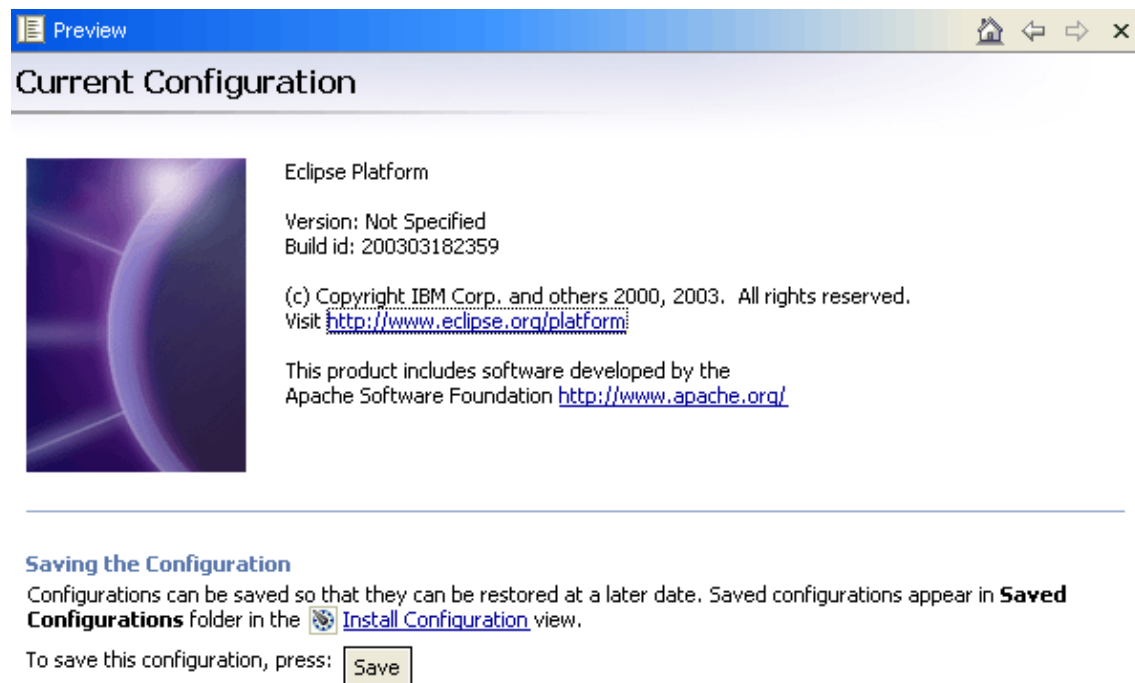 Preview
Current Configuration
Eclipse Platform
Version: Not Specified
Build id: 200303182359
(c) Copyright IBM Corp. and others 2000, 2003.  All rights reserved.
Visit http://www.eclipse.org/platform
This product includes software developed by the
Apache Software Foundation http://www.apache.org/
Saving the Configuration
Configurations can be saved so that they can be restored at a later date. Saved configurations appear in Saved
Configurations folder in the Install Configuration view.
To save this configuration, press: Save